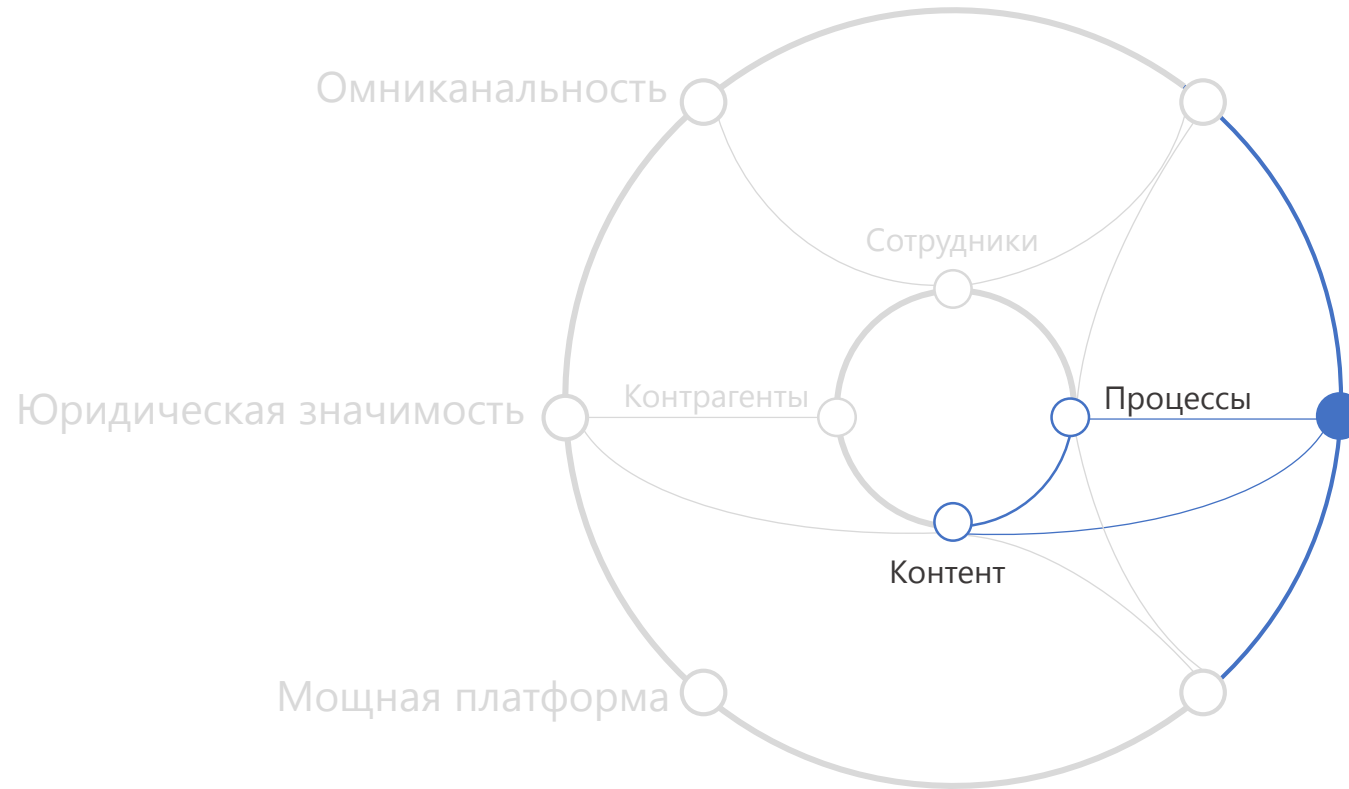 Омниканальность
Сотрудники
Контрагенты
Процессы
Юридическая значимость
Контент
Мощная платформа